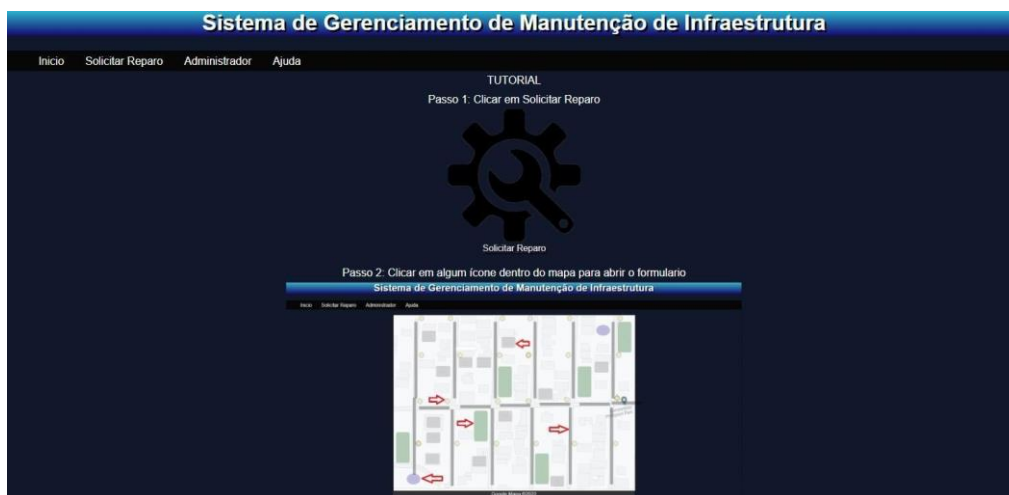 Sistema de Gerenciamento de Manutenção de Infraestrutura
Inicio Solicitar Reparo Administrador Ajuda
TUTORIAL
Passo 1: Clicar em Solicitar Reparo
Solicitar Reparo
Passo 2: Clicar em algum ícone dentro do mapa para abrir o formulario
Sistema de Gerenciamento de Manutenção de Infraestrutura
Inicio Solicitar Reparo Administrador Ajuda